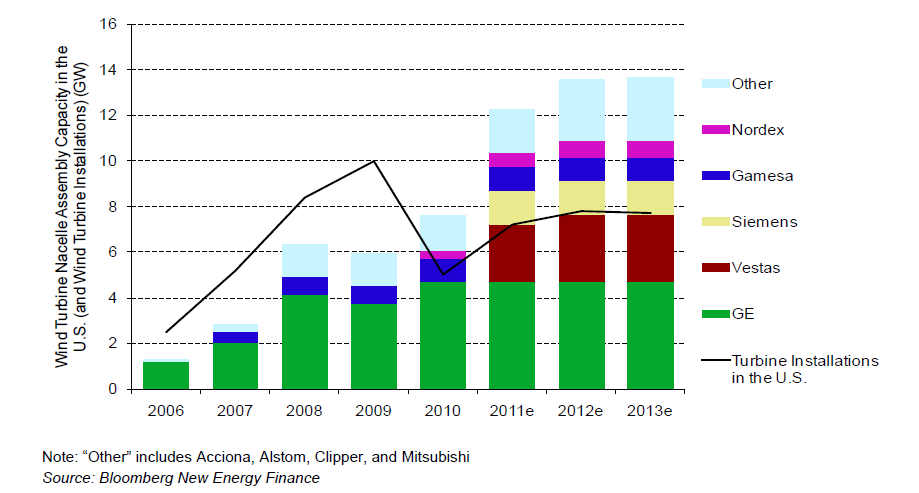 Wind Turbine Nacelle Assembly Capacity in the
U.S. (and Wind Turbine Installations) (GW)
16
14
12
10
8
6
4
2
0
2006 2007 2008 2009 2010 2011e 2012e 2013e
Other
Nordex
Gamesa
Siemens
Vestas
GE
Turbine Installations
in the U.S.
Note: “Other” includes Acciona, Alstom, Clipper, and Mitsubishi
Source: Bloomberg New Energy Finance